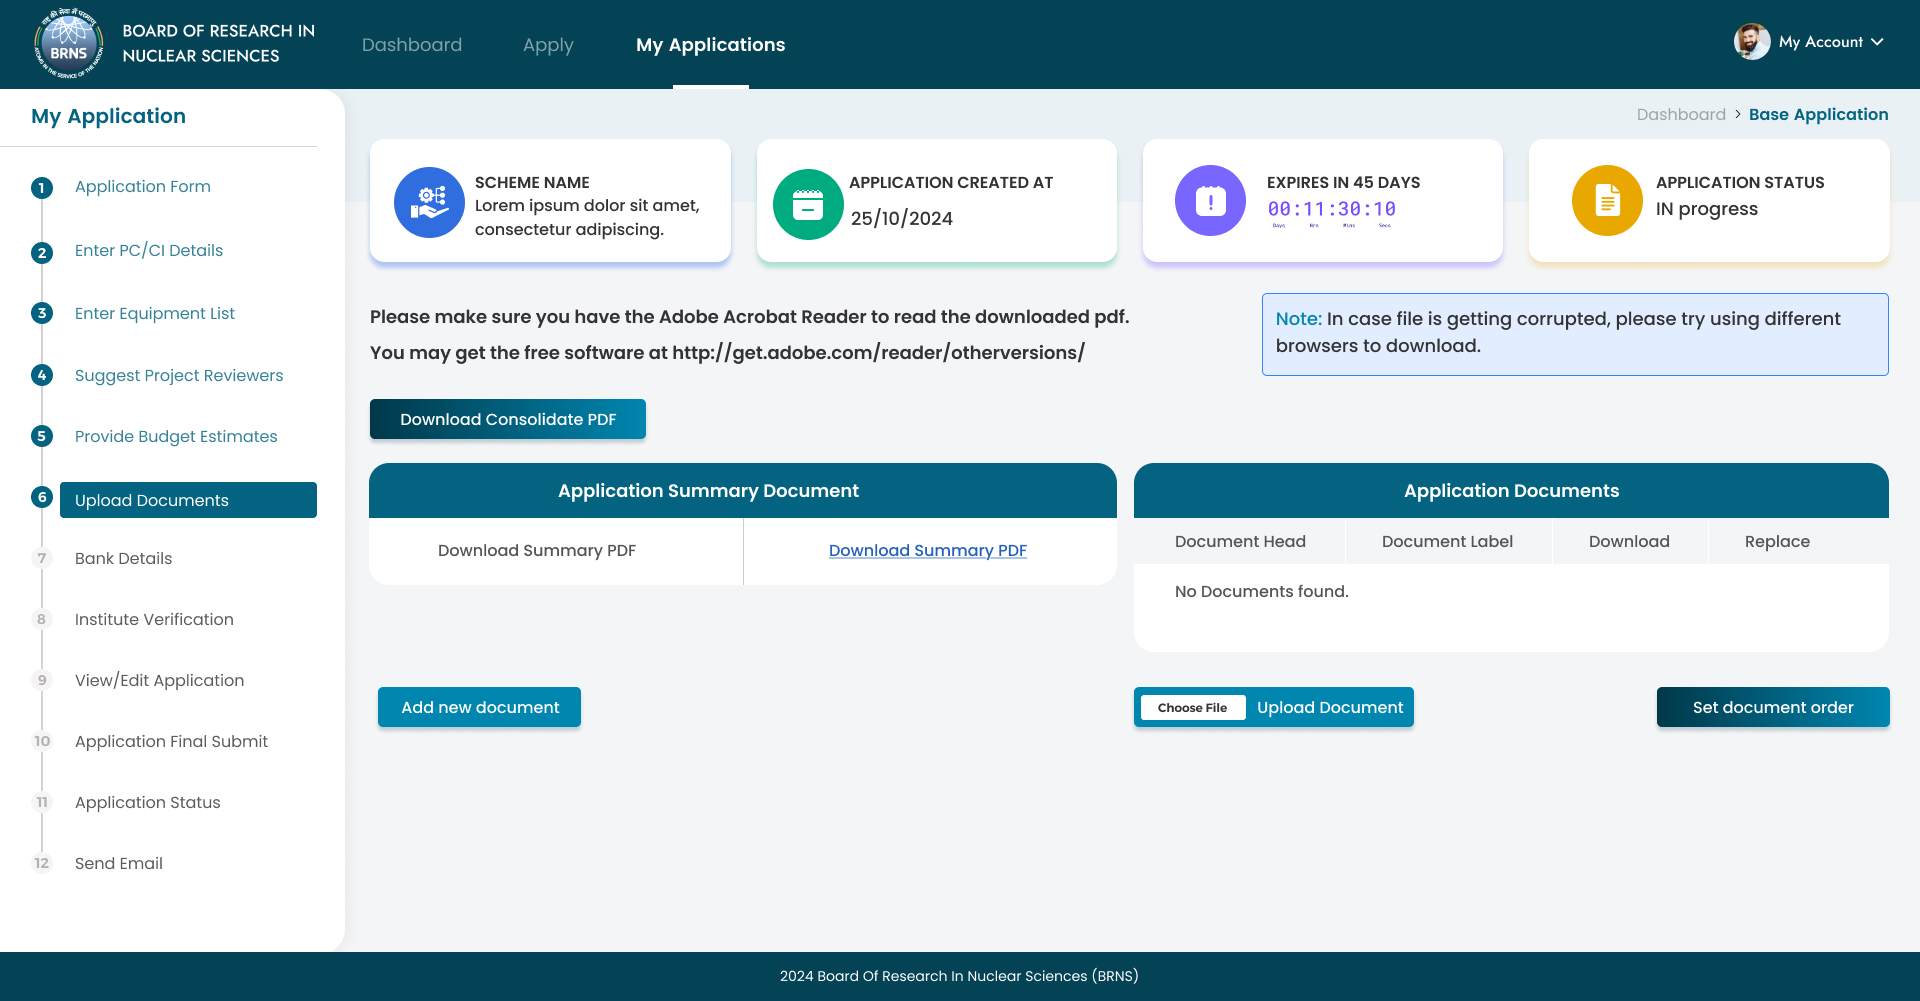 राष्ट्र की सेवा में परमाणु
BRNS
ATOMS IN THE SERVICE OF THE NATION
BOARD OF RESEARCH IN
NUCLEAR SCIENCES
Dashboard
Apply
My Applications
My Account
My Application
1 Application Form
2 Enter PC/CI Details
3 Enter Equipment List
4 Suggest Project Reviewers
5 Provide Budget Estimates
6 Upload Documents
7 Bank Details
8 Institute Verification
9 View/Edit Application
10 Application Final Submit
11 Application Status
12 Send Email
Dashboard > Base Application
SCHEME NAME
Lorem ipsum dolor sit amet,
consectetur adipiscing.
APPLICATION CREATED AT
25/10/2024
EXPIRES IN 45 DAYS
00:11:30:10
Days Hrs Mins Secs
APPLICATION STATUS
IN progress
Please make sure you have the Adobe Acrobat Reader to read the downloaded pdf.
You may get the free software at http://get.adobe.com/reader/otherversions/
Note: In case file is getting corrupted, please try using different
browsers to download.
Download Consolidate PDF
Application Summary Document
Download Summary PDF
Download Summary PDF
Application Documents
Document Head Document Label Download Replace
No Documents found.
Add new document
Choose File Upload Document
Set document order
2024 Board Of Research In Nuclear Sciences (BRNS)